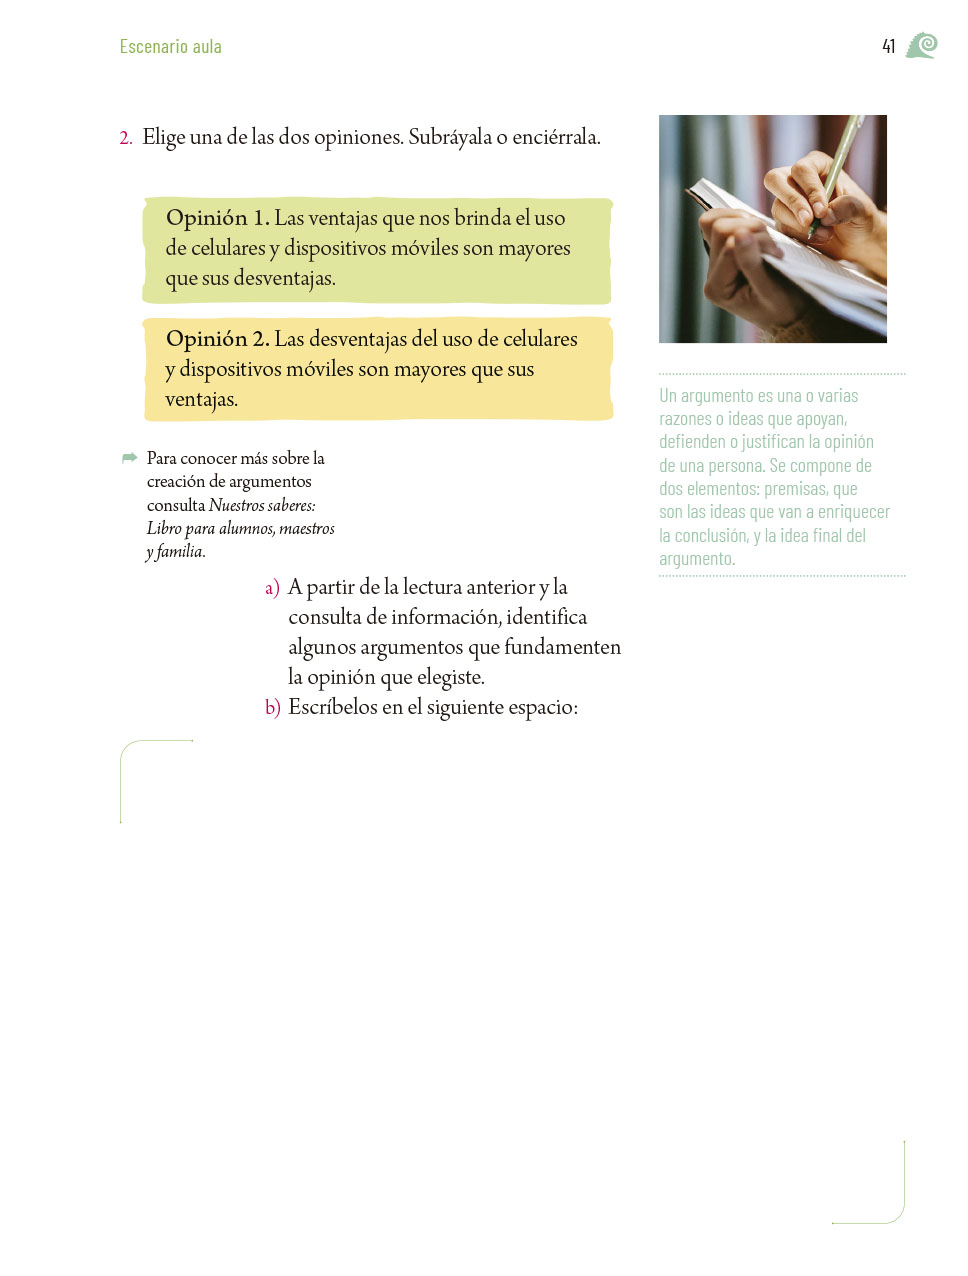 Escenario aula
41
2. Elige una de las dos opiniones. Subráyala o enciérrala.
Opinión 1. Las ventajas que nos brinda el uso
de celulares y dispositivos móviles son mayores
que sus desventajas.
Opinión 2. Las desventajas del uso de celulares
y dispositivos móviles son mayores que sus
ventajas.
Para conocer más sobre la
creación de argumentos
consulta Nuestros saberes:
Libro para alumnos, maestros
y familia.
a) A partir de la lectura anterior y la
consulta de información, identifica
algunos argumentos que fundamenten
la opinión que elegiste.
b) Escríbelos en el siguiente espacio:
Un argumento es una o varias
razones o ideas que apoyan,
defienden o justifican la opinión
de una persona. Se compone de
dos elementos: premisas, que
son las ideas que van a enriquecer
la conclusión, y la idea final del
argumento.